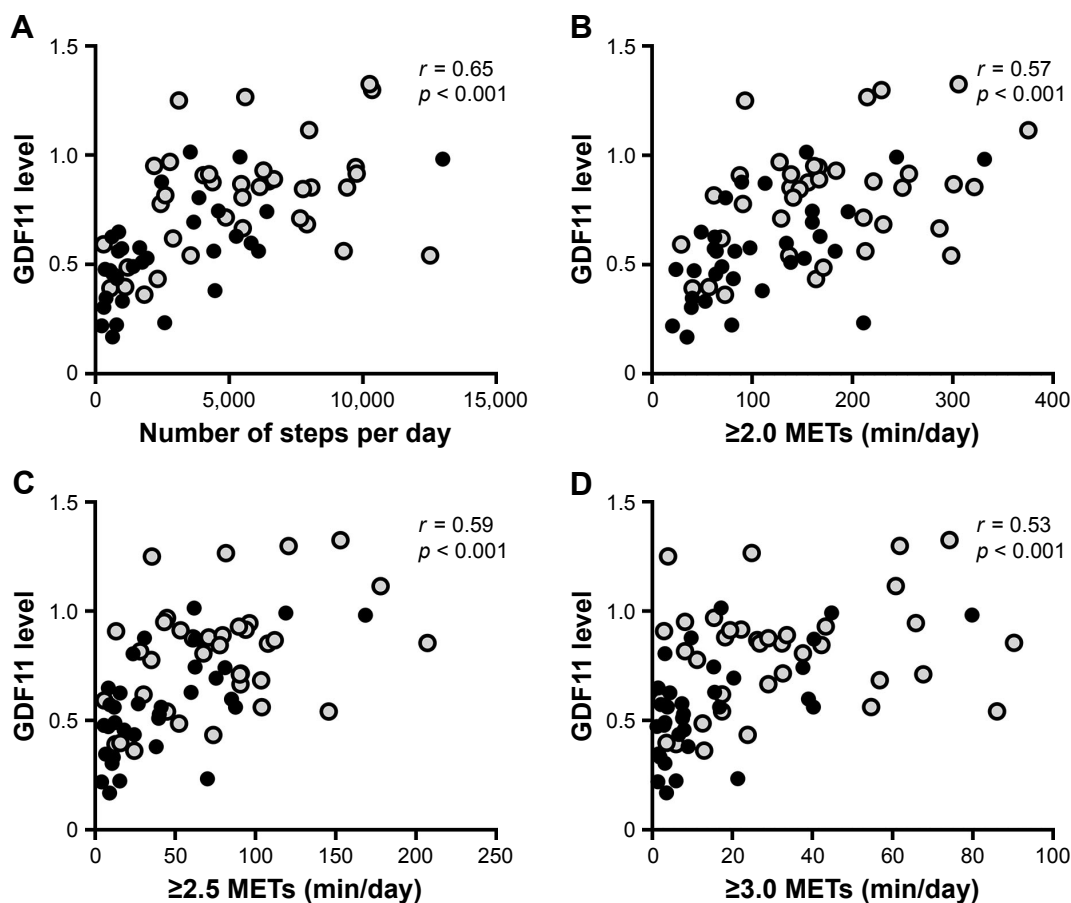 A
GDF11 level
1.5
1.0
0.5
0
r = 0.65
p < 0.001
0
5,000
10,000
15,000
Number of steps per day
B
GDF11 level
1.5
1.0
0.5
0
r = 0.57
p < 0.001
0
100
200
300
400
≥2.0 METs (min/day)
C
GDF11 level
1.5
1.0
0.5
0
r = 0.59
p < 0.001
0
50
100
150
200
250
≥2.5 METs (min/day)
D
GDF11 level
1.5
1.0
0.5
0
r = 0.53
p < 0.001
0
20
40
60
80
100
≥3.0 METs (min/day)